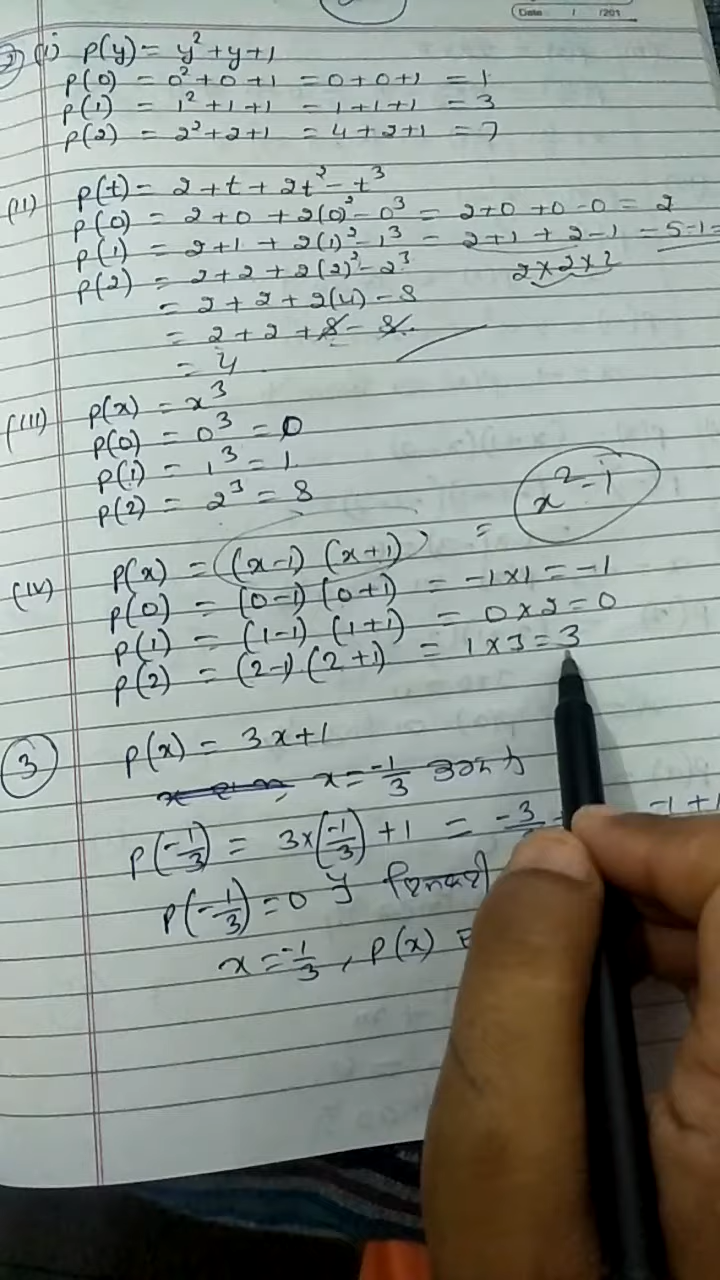 Date / /201
2 (i) p(y) = y² + y + 1
p(0) = 0² + 0 + 1 = 0 + 0 + 1 = 1
p(1) = 1² + 1 + 1 = 1 + 1 + 1 = 3
p(2) = 2² + 2 + 1 = 4 + 2 + 1 = 7
(ii) p(t) = 2 + t + 2t² - t³
p(0) = 2 + 0 + 2(0)² - 0³ = 2 + 0 + 0 - 0 = 2
p(1) = 2 + 1 + 2(1)² - 1³ = 2 + 1 + 2 - 1 = 5 - 1 =
p(2) = 2 + 2 + 2(2)² - 2³ 2 × 2 × 2
= 2 + 2 + 2(4) - 8
= 2 + 2 + 8 - 8
= 4
(iii) p(x) = x³
p(0) = 0³ = 0
p(1) = 1³ = 1
p(2) = 2³ = 8
(iv) p(x) = (x-1) (x+1) = x² - 1
p(0) = (0-1) (0+1) = -1 × 1 = -1
p(1) = (1-1) (1+1) = 0 × 2 = 0
p(2) = (2-1) (2+1) = 1 × 3 = 3
3 p(x) = 3x + 1
x = -1/3
p(-1/3) = 3 × (-1/3) + 1 = -3 -1 + 1
p(-1/3) = 0
x = -1/3 , p(x)